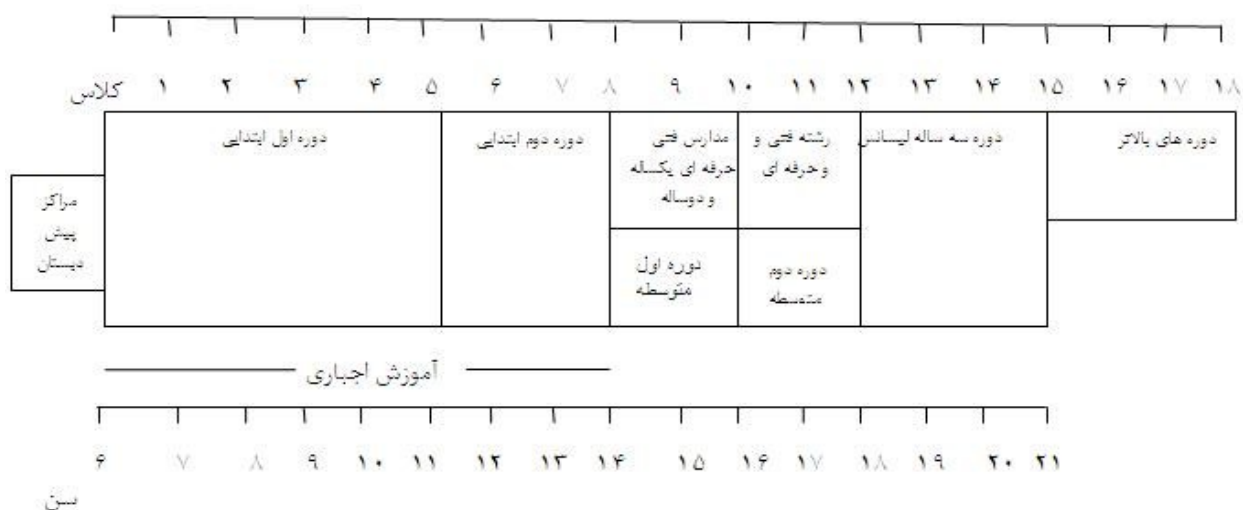 کلاس ۱ ۲ ۳ ۴ ۵ ۶ ۷ ۸ ۹ ۱۰ ۱۱ ۱۲ ۱۳ ۱۴ ۱۵ ۱۶ ۱۷ ۱۸
مراکز
پیش
دبستان
دوره اول ابتدایی
دوره دوم ابتدایی
مدارس فنی
حرفه ای یکساله
و دوساله
رشته فنی و
و حرفه ای
دوره سه ساله لیسانس
دوره های بالاتر
دوره اول
متوسطه
دوره دوم
متوسطه
آموزش اجباری
۶ ۷ ۸ ۹ ۱۰ ۱۱ ۱۲ ۱۳ ۱۴ ۱۵ ۱۶ ۱۷ ۱۸ ۱۹ ۲۰ ۲۱
سن